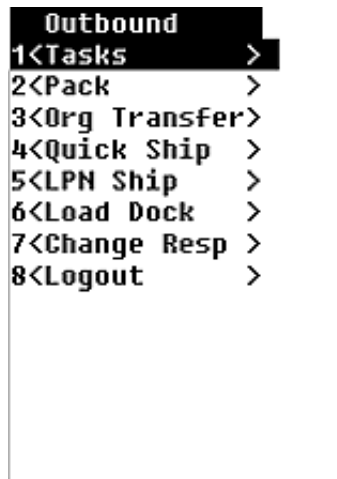 Outbound
1<Tasks >
2<Pack >
3<Org Transfer>
4<Quick Ship >
5<LPN Ship >
6<Load Dock >
7<Change Resp >
8<Logout >